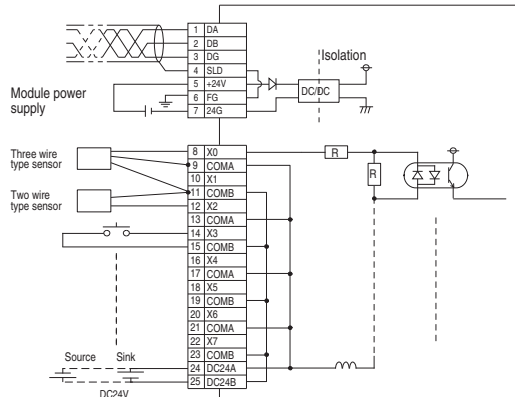 1 DA
2 DB
3 DG
4 SLD
5 +24V
6 FG
7 24G
Isolation
DC/DC
Module power
supply
8 X0
9 COMA
10 X1
11 COMB
12 X2
13 COMA
14 X3
15 COMB
16 X4
17 COMA
18 X5
19 COMB
20 X6
21 COMA
22 X7
23 COMB
24 DC24A
25 DC24B
Three wire
type sensor
Two wire
type sensor
R
R
Source Sink
DC24V